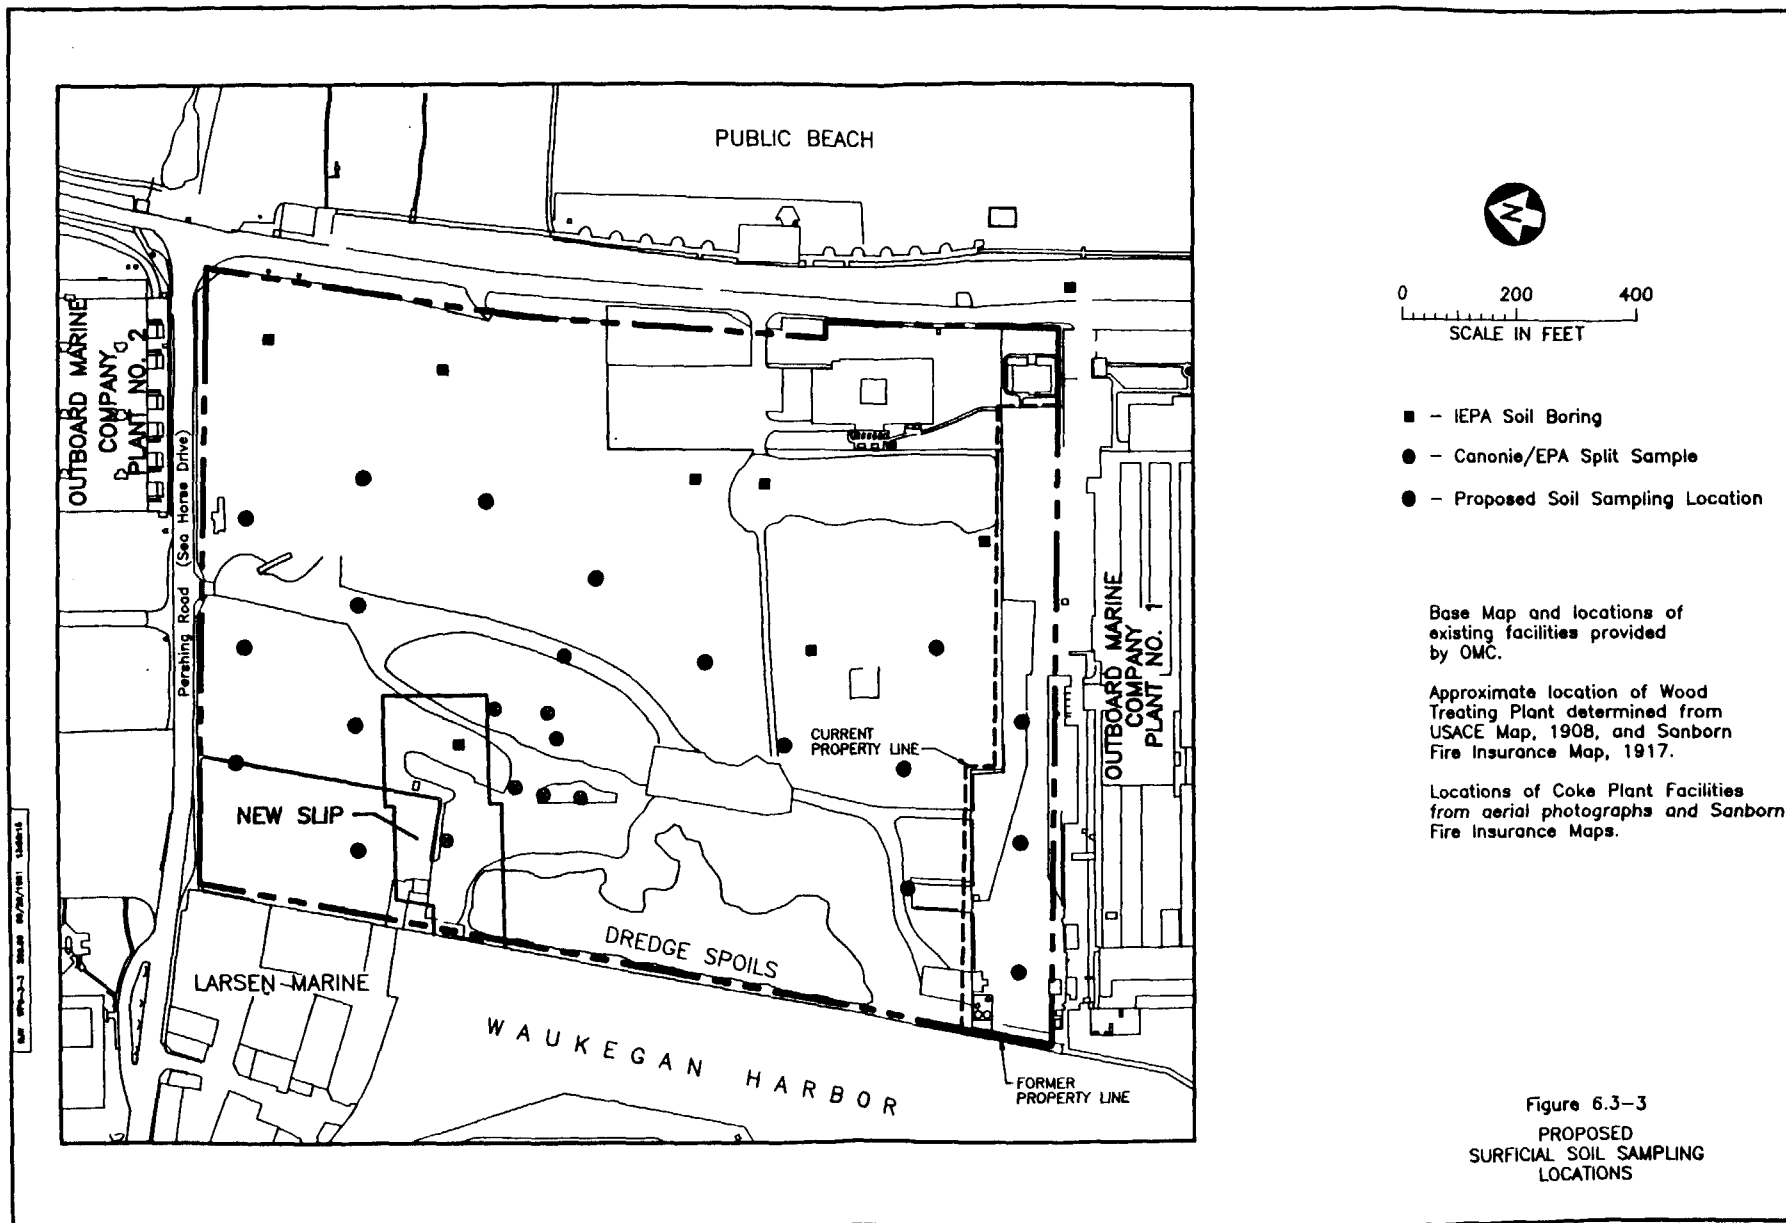 PUBLIC BEACH
N
0 200 400
SCALE IN FEET
■ – IEPA Soil Boring
● – Canonie/EPA Split Sample
● – Proposed Soil Sampling Location
OUTBOARD MARINE
COMPANY
PLANT NO. 2
Pershing Road (Sea Horse Drive)
OUTBOARD MARINE
COMPANY
PLANT NO. 1
Base Map and locations of
existing facilities provided
by OMC.
Approximate location of Wood
Treating Plant determined from
USACE Map, 1908, and Sanborn
Fire Insurance Map, 1917.
Locations of Coke Plant Facilities
from aerial photographs and Sanborn
Fire Insurance Maps.
CURRENT
PROPERTY LINE
NEW SLIP
DREDGE SPOILS
LARSEN MARINE
WAUKEGAN HARBOR
FORMER
PROPERTY LINE
Figure 6.3-3
PROPOSED
SURFICIAL SOIL SAMPLING
LOCATIONS